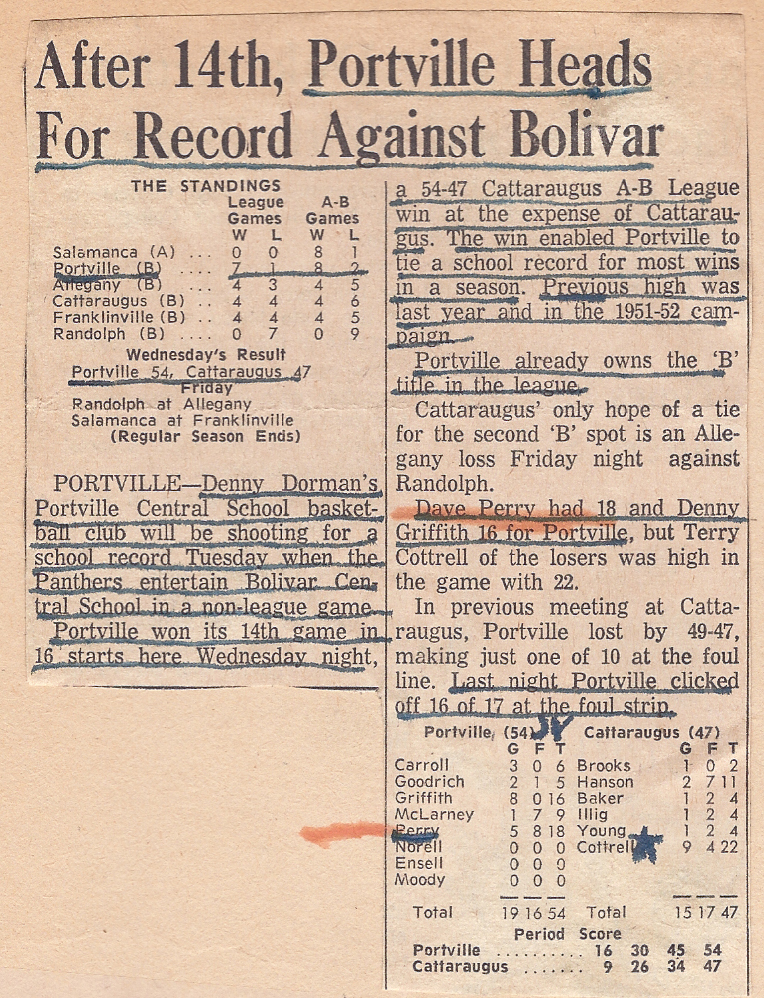 After 14th, Portville Heads
For Record Against Bolivar
THE STANDINGS
League A-B
Games Games
W L W L
Salamanca (A) ... 0 0 8 1
Portville (B) .... 7 1 8 2
Allegany (B) ... 4 3 4 5
Cattaraugus (B) .. 4 4 4 6
Franklinville (B) .. 4 4 4 5
Randolph (B) .... 0 7 0 9
Wednesday's Result
Portville 54, Cattaraugus 47
Friday
Randolph at Allegany
Salamanca at Franklinville
(Regular Season Ends)
PORTVILLE—Denny Dorman's
Portville Central School basket-
ball club will be shooting for a
school record Tuesday when the
Panthers entertain Bolivar Cen-
tral School in a non-league game.
Portville won its 14th game in
16 starts here Wednesday night,
a 54-47 Cattaraugus A-B League
win at the expense of Cattarau-
gus. The win enabled Portville to
tie a school record for most wins
in a season. Previous high was
last year and in the 1951-52 cam-
paign.
Portville already owns the 'B'
title in the league.
Cattaraugus' only hope of a tie
for the second 'B' spot is an Alle-
gany loss Friday night against
Randolph.
Dave Perry had 18 and Denny
Griffith 16 for Portville, but Terry
Cottrell of the losers was high in
the game with 22.
In previous meeting at Catta-
raugus, Portville lost by 49-47,
making just one of 10 at the foul
line. Last night Portville clicked
off 16 of 17 at the foul strip.
Portville (54) JV Cattaraugus (47)
G F T G F T
Carroll 3 0 6 Brooks 1 0 2
Goodrich 2 1 5 Hanson 2 7 11
Griffith 8 0 16 Baker 1 2 4
McLarney 1 7 9 Illig 1 2 4
Perry 5 8 18 Young 1 2 4
Norell 0 0 0 Cottrell 9 4 22
Ensell 0 0 0
Moody 0 0 0
Total 19 16 54 Total 15 17 47
Period Score
Portville .......... 16 30 45 54
Cattaraugus ....... 9 26 34 47